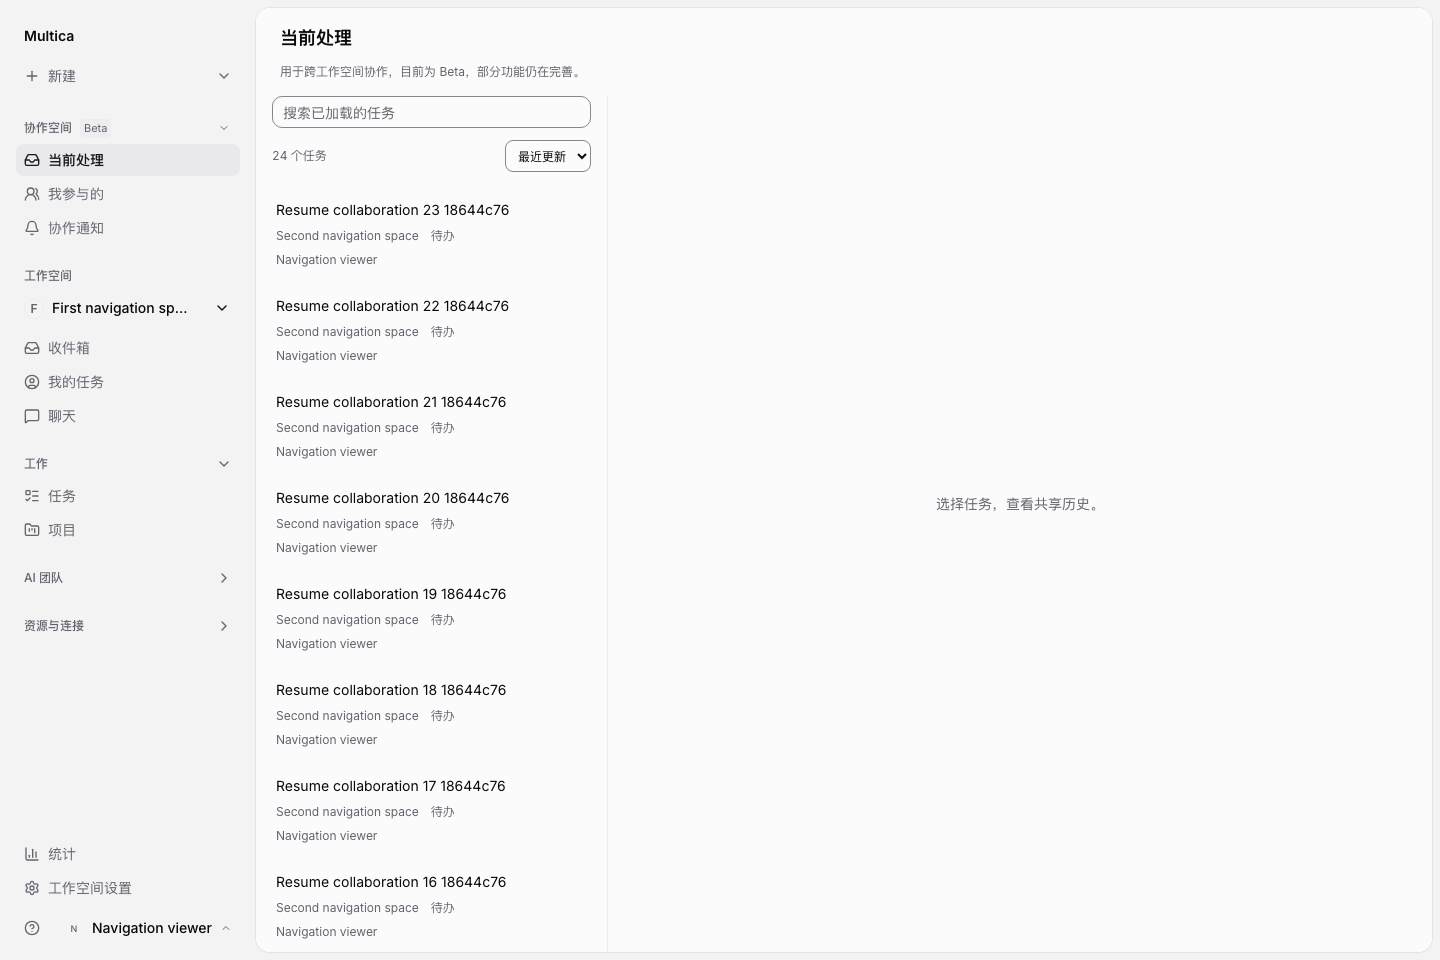 Multica
新建
协作空间 Beta
当前处理
我参与的
协作通知
工作空间
F First navigation sp...
收件箱
我的任务
聊天
工作
任务
项目
AI 团队
资源与连接
统计
工作空间设置
N Navigation viewer
当前处理
用于跨工作空间协作，目前为 Beta，部分功能仍在完善。
搜索已加载的任务
24 个任务 最近更新
Resume collaboration 23 18644c76
Second navigation space 待办
Navigation viewer
Resume collaboration 22 18644c76
Second navigation space 待办
Navigation viewer
Resume collaboration 21 18644c76
Second navigation space 待办
Navigation viewer
Resume collaboration 20 18644c76
Second navigation space 待办
Navigation viewer
Resume collaboration 19 18644c76
Second navigation space 待办
Navigation viewer
Resume collaboration 18 18644c76
Second navigation space 待办
Navigation viewer
Resume collaboration 17 18644c76
Second navigation space 待办
Navigation viewer
Resume collaboration 16 18644c76
Second navigation space 待办
Navigation viewer
选择任务，查看共享历史。